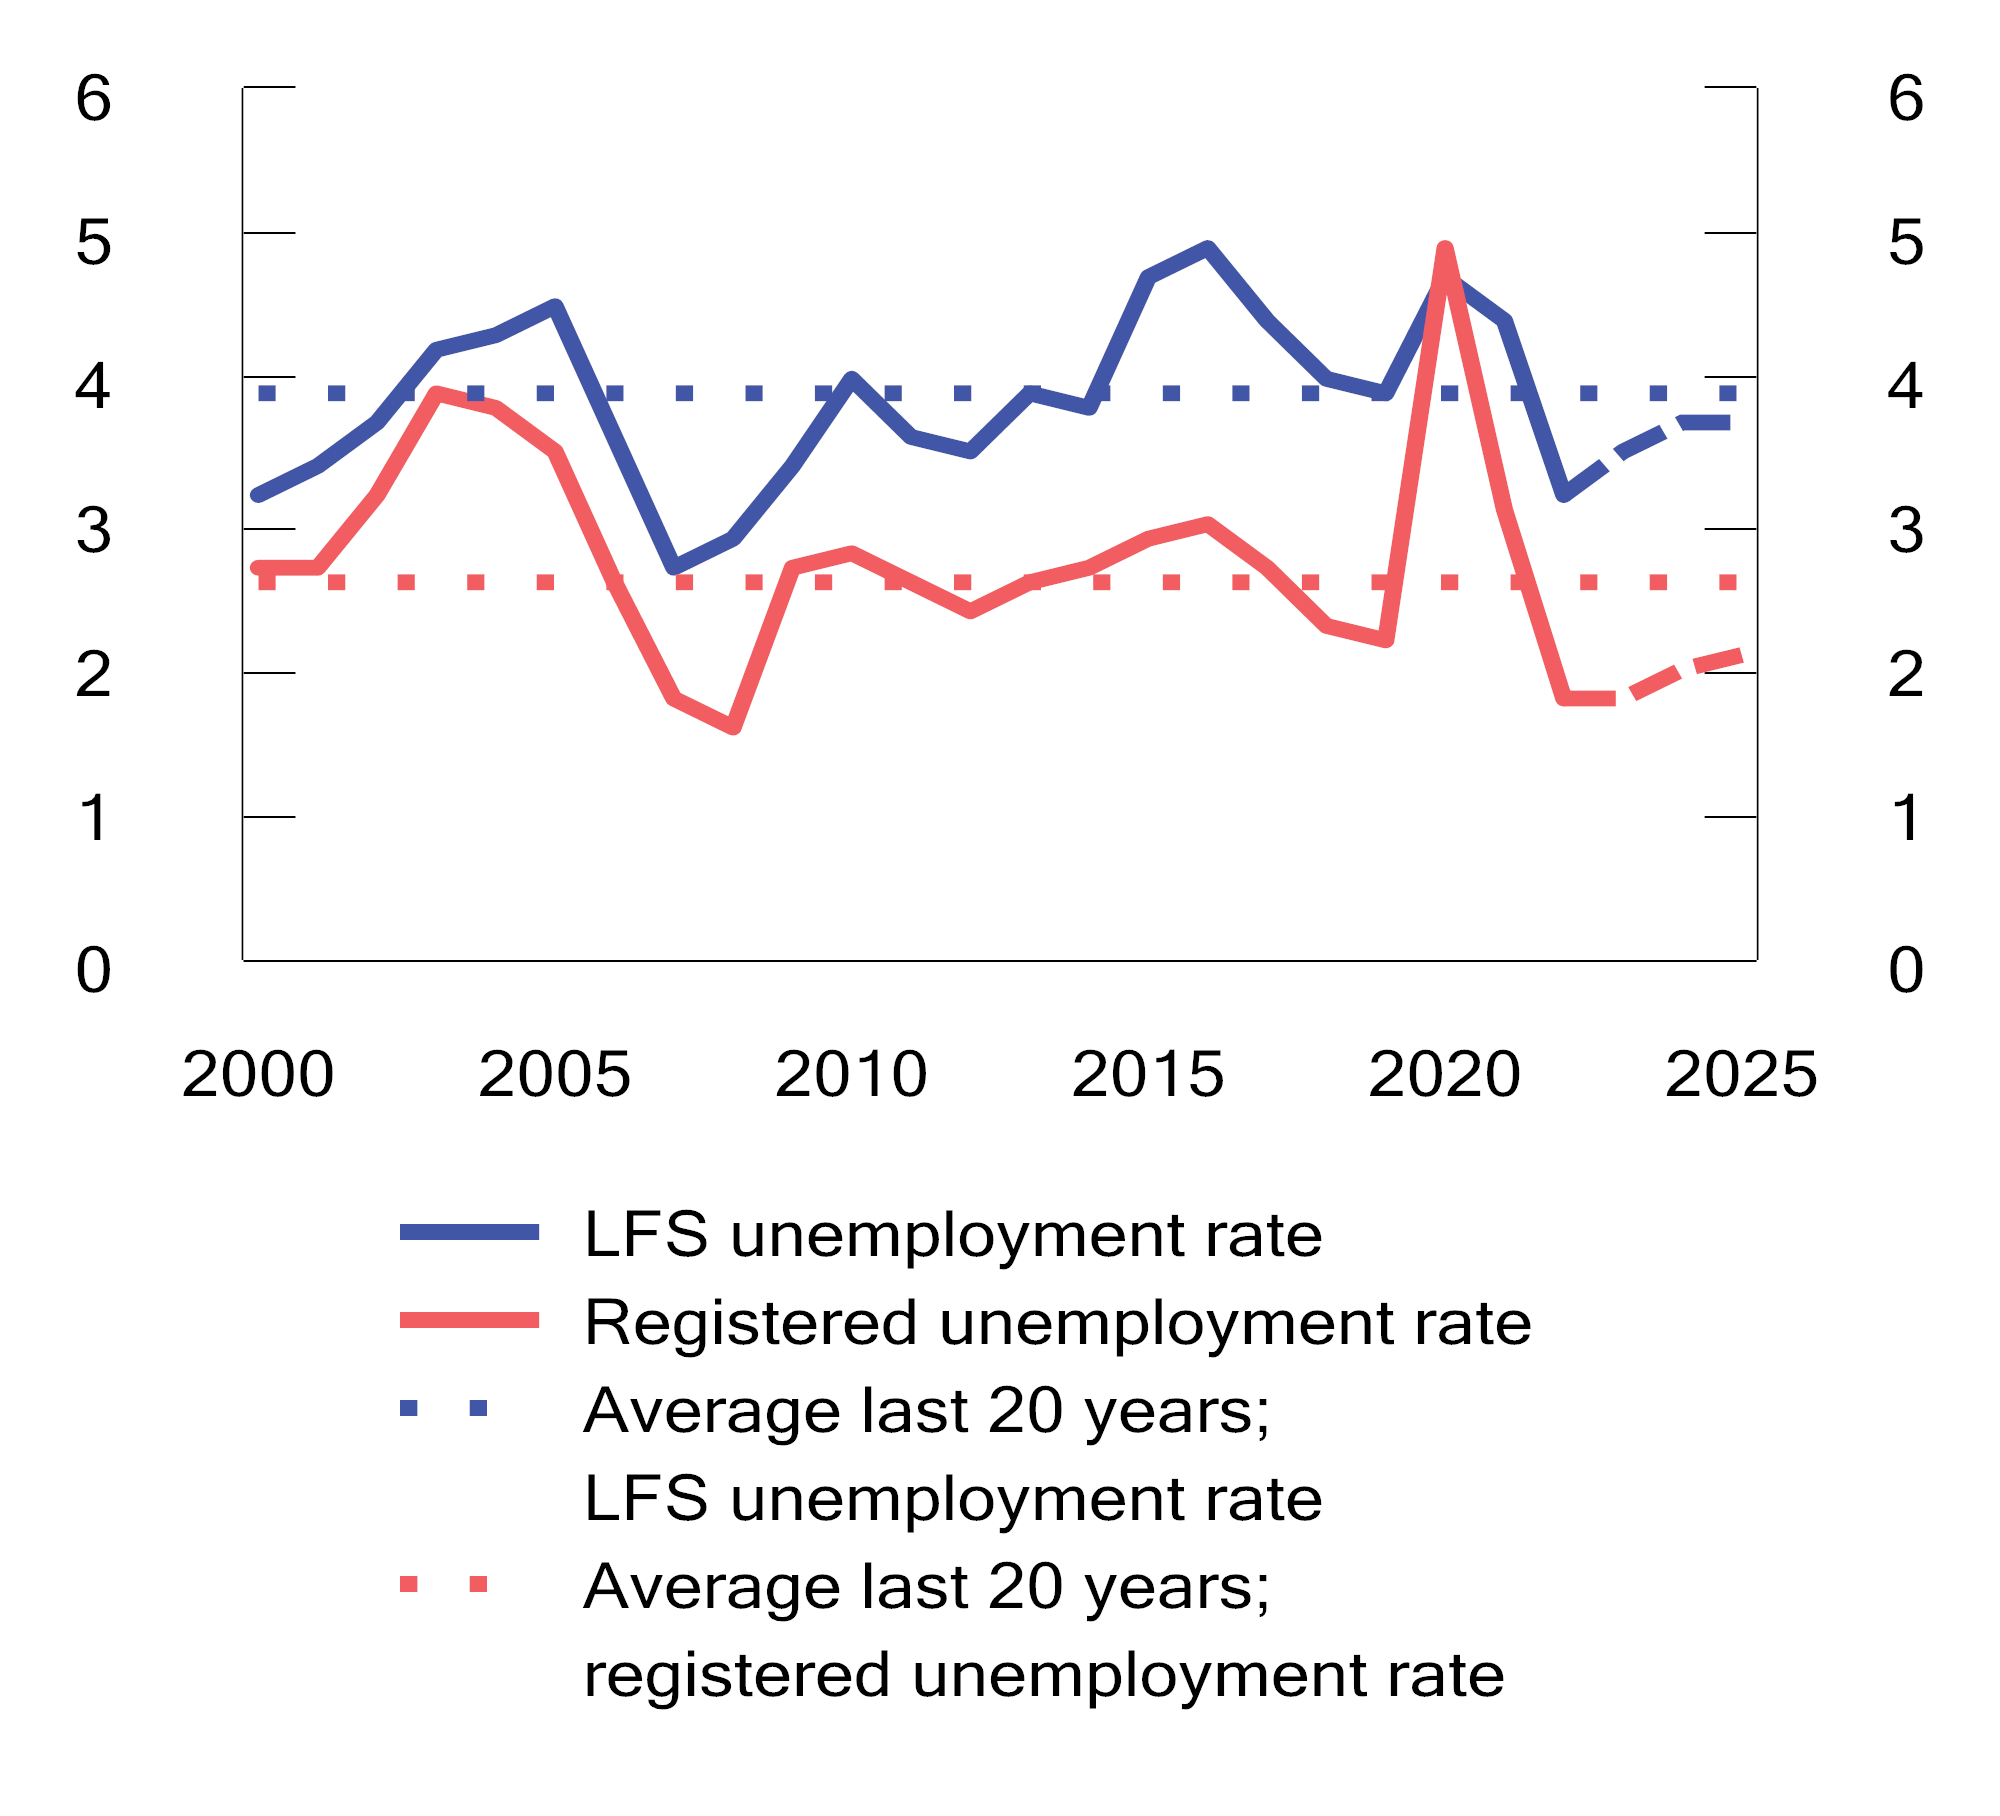 6 6
5 5
4 4
3 3
2 2
1 1
0 0
2000 2005 2010 2015 2020 2025
LFS unemployment rate
Registered unemployment rate
Average last 20 years;
LFS unemployment rate
Average last 20 years;
registered unemployment rate